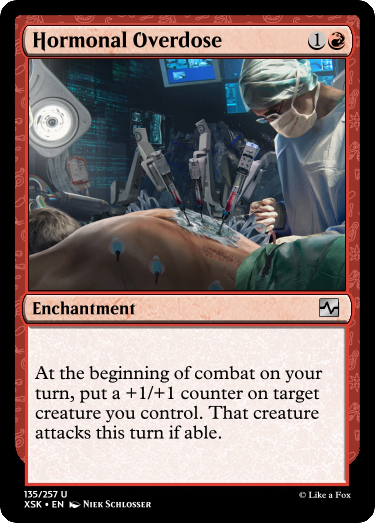 Hormonal Overdose 1
Enchantment
At the beginning of combat on your
turn, put a +1/+1 counter on target
creature you control. That creature
attacks this turn if able.
135/257 U
XSK • EN Niek Schlosser
© Like a Fox